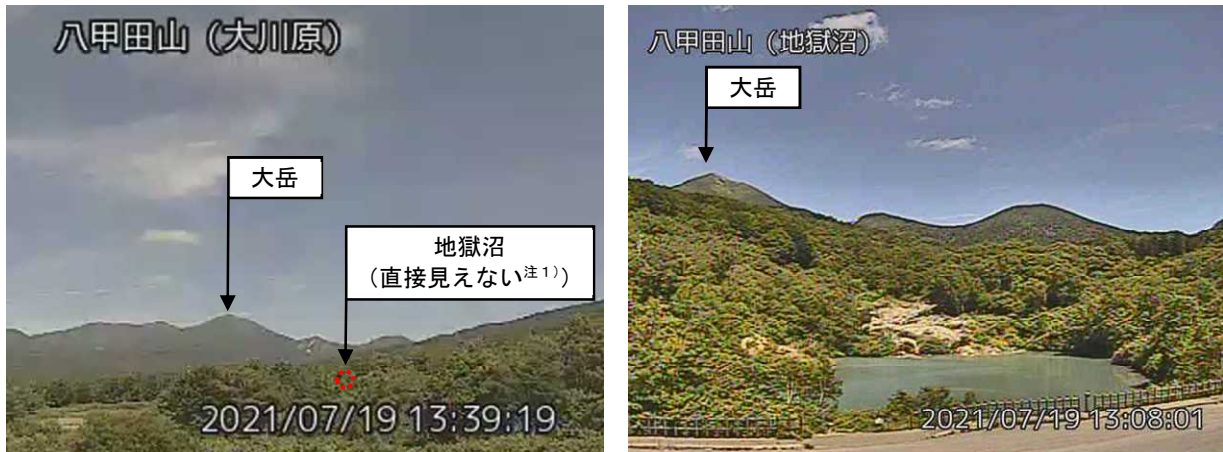 八甲田山（大川原）
大岳
地獄沼
（直接見えない注１））
2021/07/19 13:39:19
八甲田山（地獄沼）
大岳
2021/07/19 13:08:01